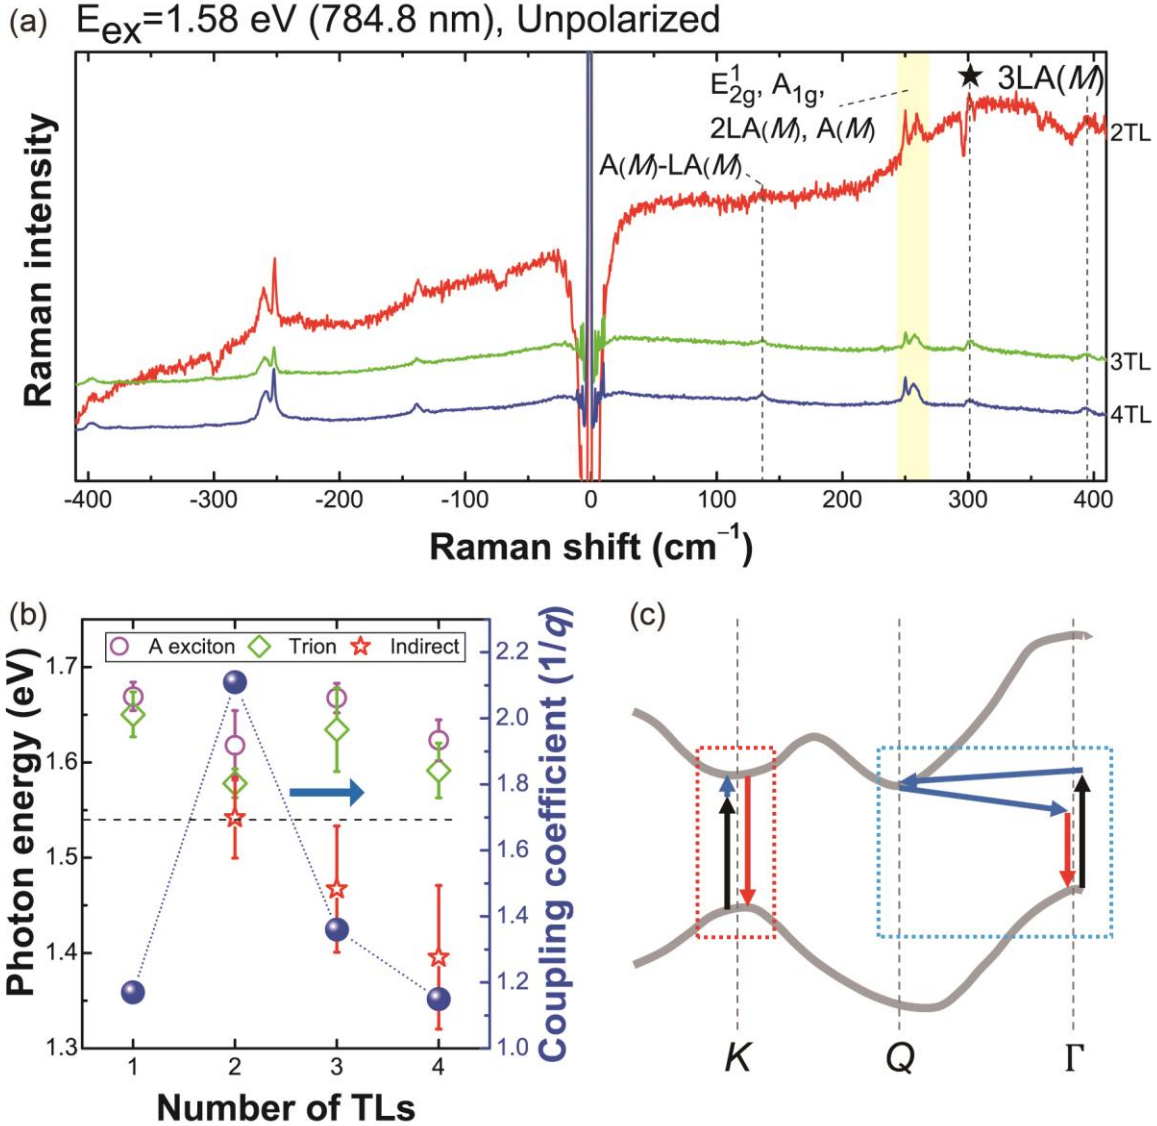 (a) E_ex=1.58 eV (784.8 nm), Unpolarized
Raman intensity
E¹_2g, A_1g,
2LA(M), A(M)
A(M)-LA(M)
★ 3LA(M)
2TL
3TL
4TL
-400 -300 -200 -100 0 100 200 300 400
Raman shift (cm⁻¹)
(b)
Photon energy (eV)
A exciton Trion Indirect
1.7
1.6
1.5
1.4
1.3
2.2
2.0
1.8
1.6
1.4
1.2
1.0
Coupling coefficient (1/q)
1 2 3 4
Number of TLs
(c)
K Q Γ